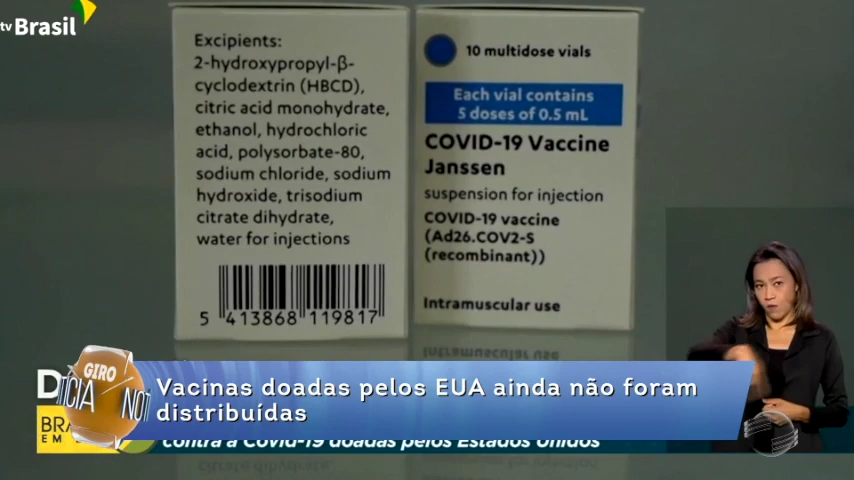 tv Brasil
Excipients:
2-hydroxypropyl-β-
cyclodextrin (HBCD),
citric acid monohydrate,
ethanol, hydrochloric
acid, polysorbate-80,
sodium chloride, sodium
hydroxide, trisodium
citrate dihydrate,
water for injections
5 413868 119817
10 multidose vials
Each vial contains
5 doses of 0.5 mL
COVID-19 Vaccine
Janssen
suspension for injection
COVID-19 vaccine
(Ad26.COV2-S
(recombinant))
Intramuscular use
GIRO
Vacinas doadas pelos EUA ainda não foram
distribuídas
contra a Covid-19 doadas pelos Estados Unidos